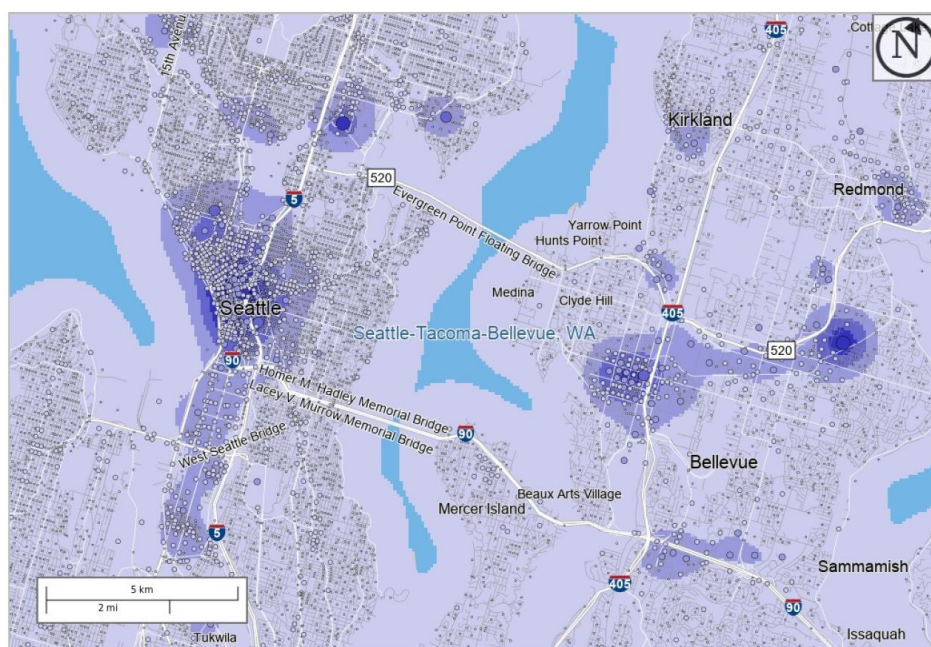 405
Cott
N
15th Avenue
Kirkland
520
Redmond
5
Evergreen Point Floating Bridge
Yarrow Point
Hunts Point
Medina
Clyde Hill
Seattle
405
Seattle-Tacoma-Bellevue, WA
520
90
Homer M. Hadley Memorial Bridge
Lacey V. Murrow Memorial Bridge
West Seattle Bridge
90
Bellevue
Beaux Arts Village
Mercer Island
5
Sammamish
405
5 km
2 mi
90
Tukwila
Issaquah